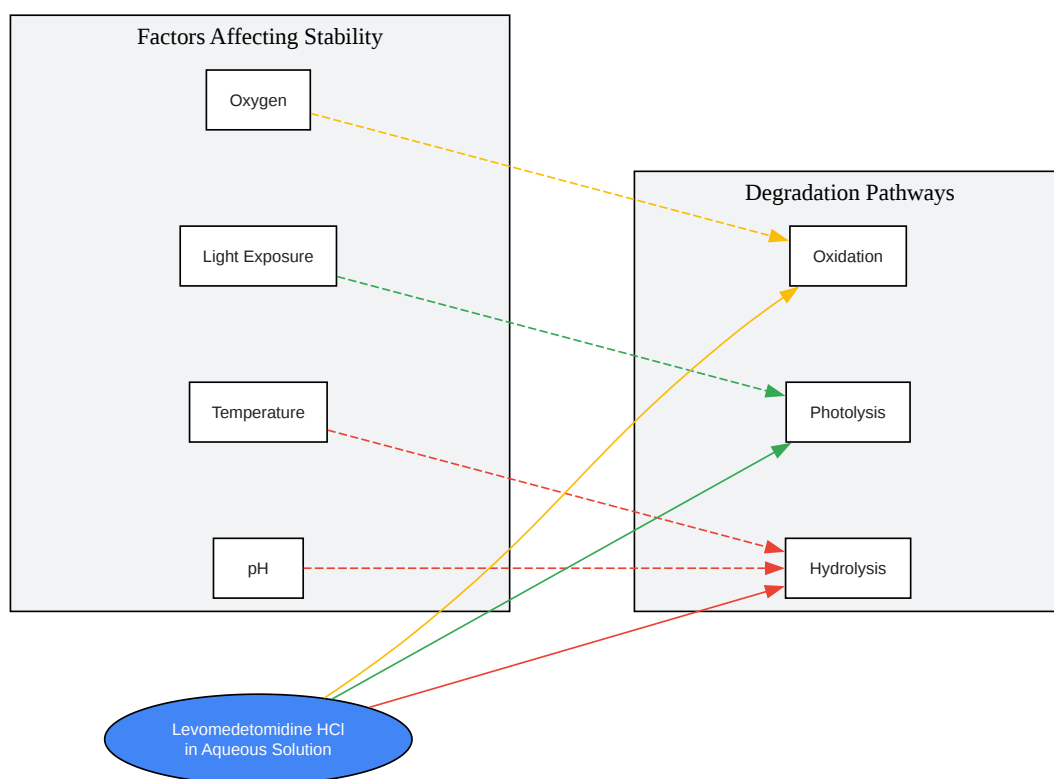 Factors Affecting Stability
Oxygen
Light Exposure
Temperature
pH
Degradation Pathways
Oxidation
Photolysis
Hydrolysis
Levomedetomidine HCl
in Aqueous Solution